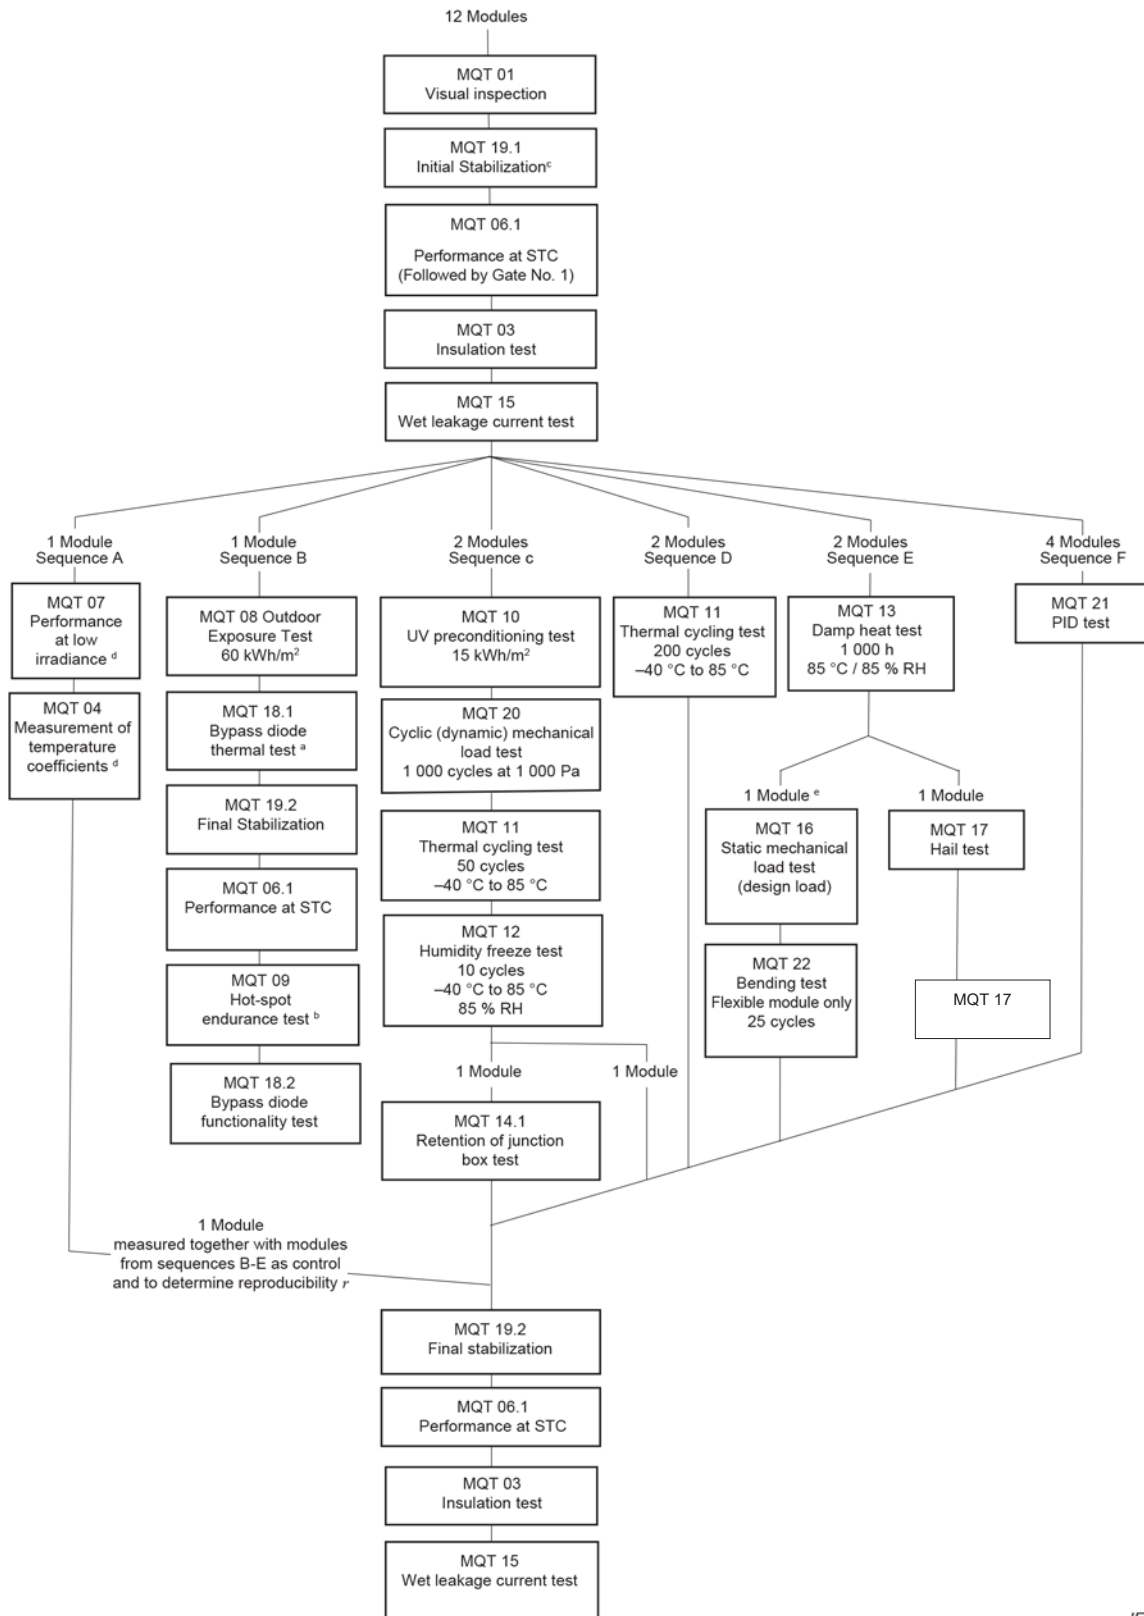 12 Modules
MQT 01
Visual inspection
MQT 19.1
Initial Stabilizationᶜ
MQT 06.1
Performance at STC
(Followed by Gate No. 1)
MQT 03
Insulation test
MQT 15
Wet leakage current test
1 Module
Sequence A
MQT 07
Performance
at low
irradiance ᵈ
MQT 04
Measurement of
temperature
coefficients ᵈ
1 Module
Sequence B
MQT 08 Outdoor
Exposure Test
60 kWh/m²
MQT 18.1
Bypass diode
thermal test ᵃ
MQT 19.2
Final Stabilization
MQT 06.1
Performance at STC
MQT 09
Hot-spot
endurance test ᵇ
MQT 18.2
Bypass diode
functionality test
2 Modules
Sequence c
MQT 10
UV preconditioning test
15 kWh/m²
MQT 20
Cyclic (dynamic) mechanical
load test
1 000 cycles at 1 000 Pa
MQT 11
Thermal cycling test
50 cycles
–40 °C to 85 °C
MQT 12
Humidity freeze test
10 cycles
–40 °C to 85 °C
85 % RH
1 Module
1 Module
MQT 14.1
Retention of junction
box test
2 Modules
Sequence D
MQT 11
Thermal cycling test
200 cycles
–40 °C to 85 °C
2 Modules
Sequence E
MQT 13
Damp heat test
1 000 h
85 °C / 85 % RH
1 Module ᵉ
MQT 16
Static mechanical
load test
(design load)
MQT 22
Bending test
Flexible module only
25 cycles
1 Module
MQT 17
Hail test
MQT 17
4 Modules
Sequence F
MQT 21
PID test
1 Module
measured together with modules
from sequences B-E as control
and to determine reproducibility r
MQT 19.2
Final stabilization
MQT 06.1
Performance at STC
MQT 03
Insulation test
MQT 15
Wet leakage current test